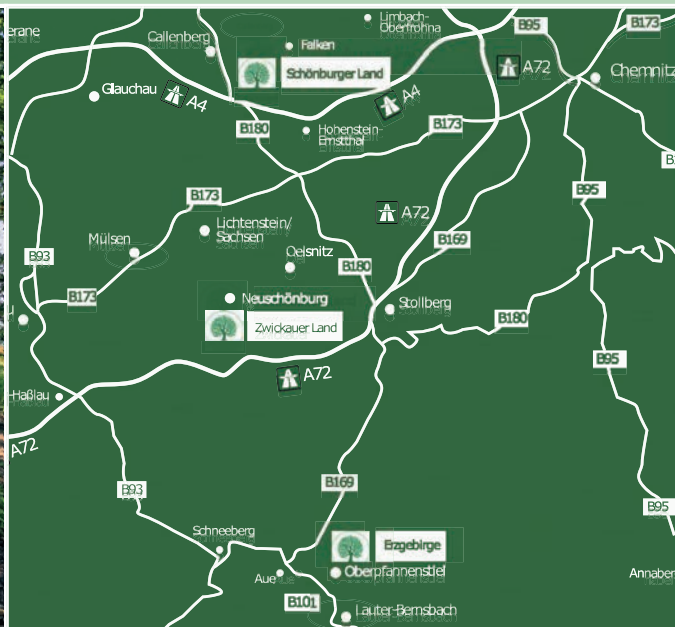 erane
Callenberg
Limbach-
Oberfrohna
B95
B173
Falken
Schönburger Land
A72
Chemnitz
Glauchau
A4
A4
B180
Hohenstein-
Ernstthal
B173
B173
B95
Lichtenstein/
Sachsen
A72
Mülsen
B169
Oelsnitz
B93
B180
B173
Neuschönburg
Stollberg
Zwickauer Land
B180
B95
A72
Haßlau
A72
B169
B93
B95
Schneeberg
Erzgebirge
Aue
Oberpfannenstiel
Annaber
B101
Lauter-Bernsbach